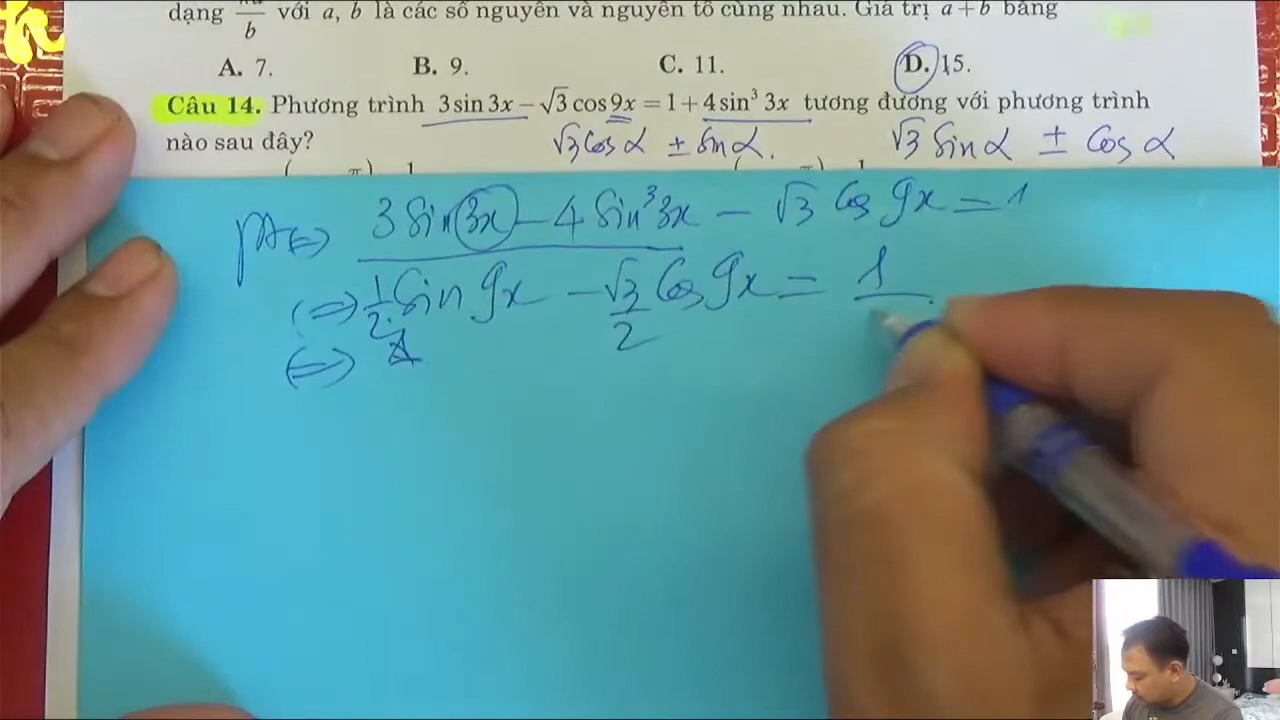 dạng πa/b với a, b là các số nguyên và nguyên tố cùng nhau. Giá trị a + b bằng
A. 7. B. 9. C. 11. D. 15.
Câu 14. Phương trình 3 sin 3x − √3 cos 9x = 1 + 4 sin³ 3x tương đương với phương trình
nào sau đây? √3 cos α ± sin α. √3 sin α ± cos α
pt ⇔ 3 sin 3x − 4 sin³ 3x − √3 cos 9x = 1
⇔ 1/2 sin 9x − √3/2 cos 9x = 1
⇔